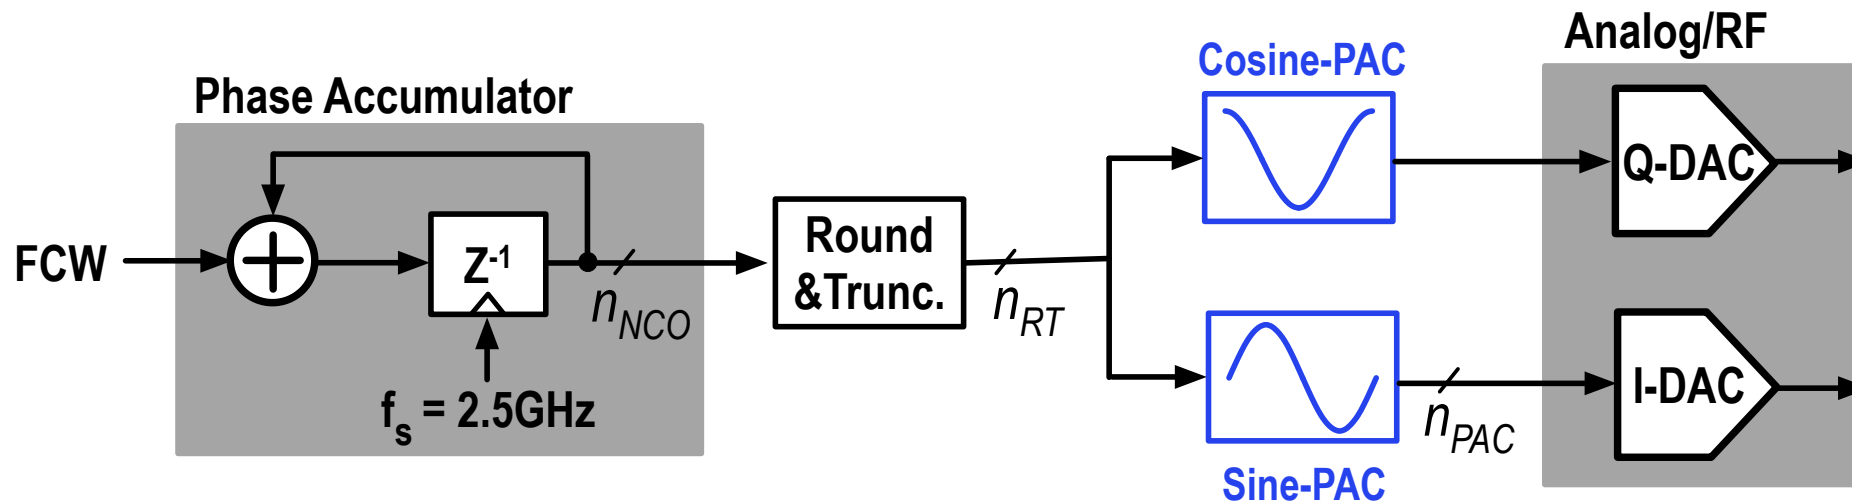 Analog/RF
Cosine-PAC
Phase Accumulator
Q-DAC
Round
&Trunc.
FCW
Z-1
nNCO
nRT
fs = 2.5GHz
I-DAC
nPAC
Sine-PAC